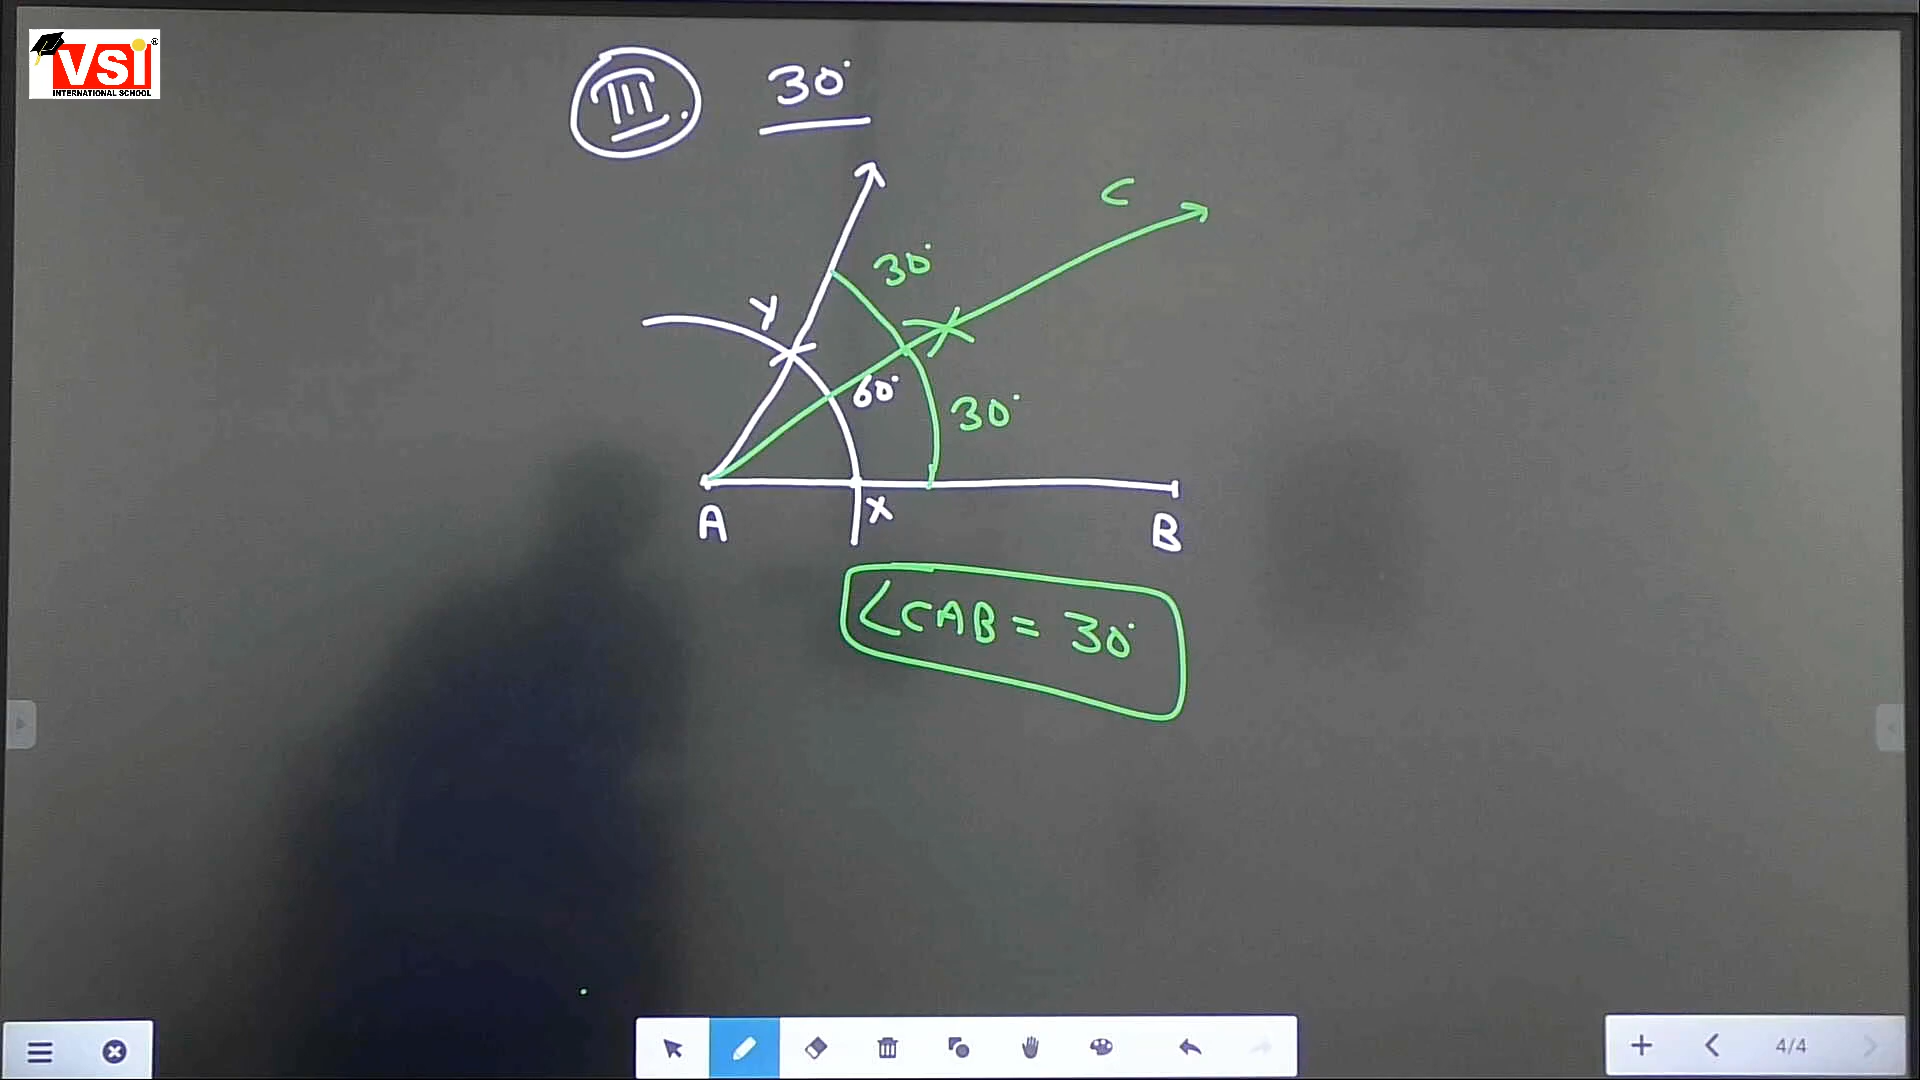 VSI
INTERNATIONAL SCHOOL
III. 30°
C
30°
Y
60°
30°
X
A
B
∠CAB = 30°
4/4